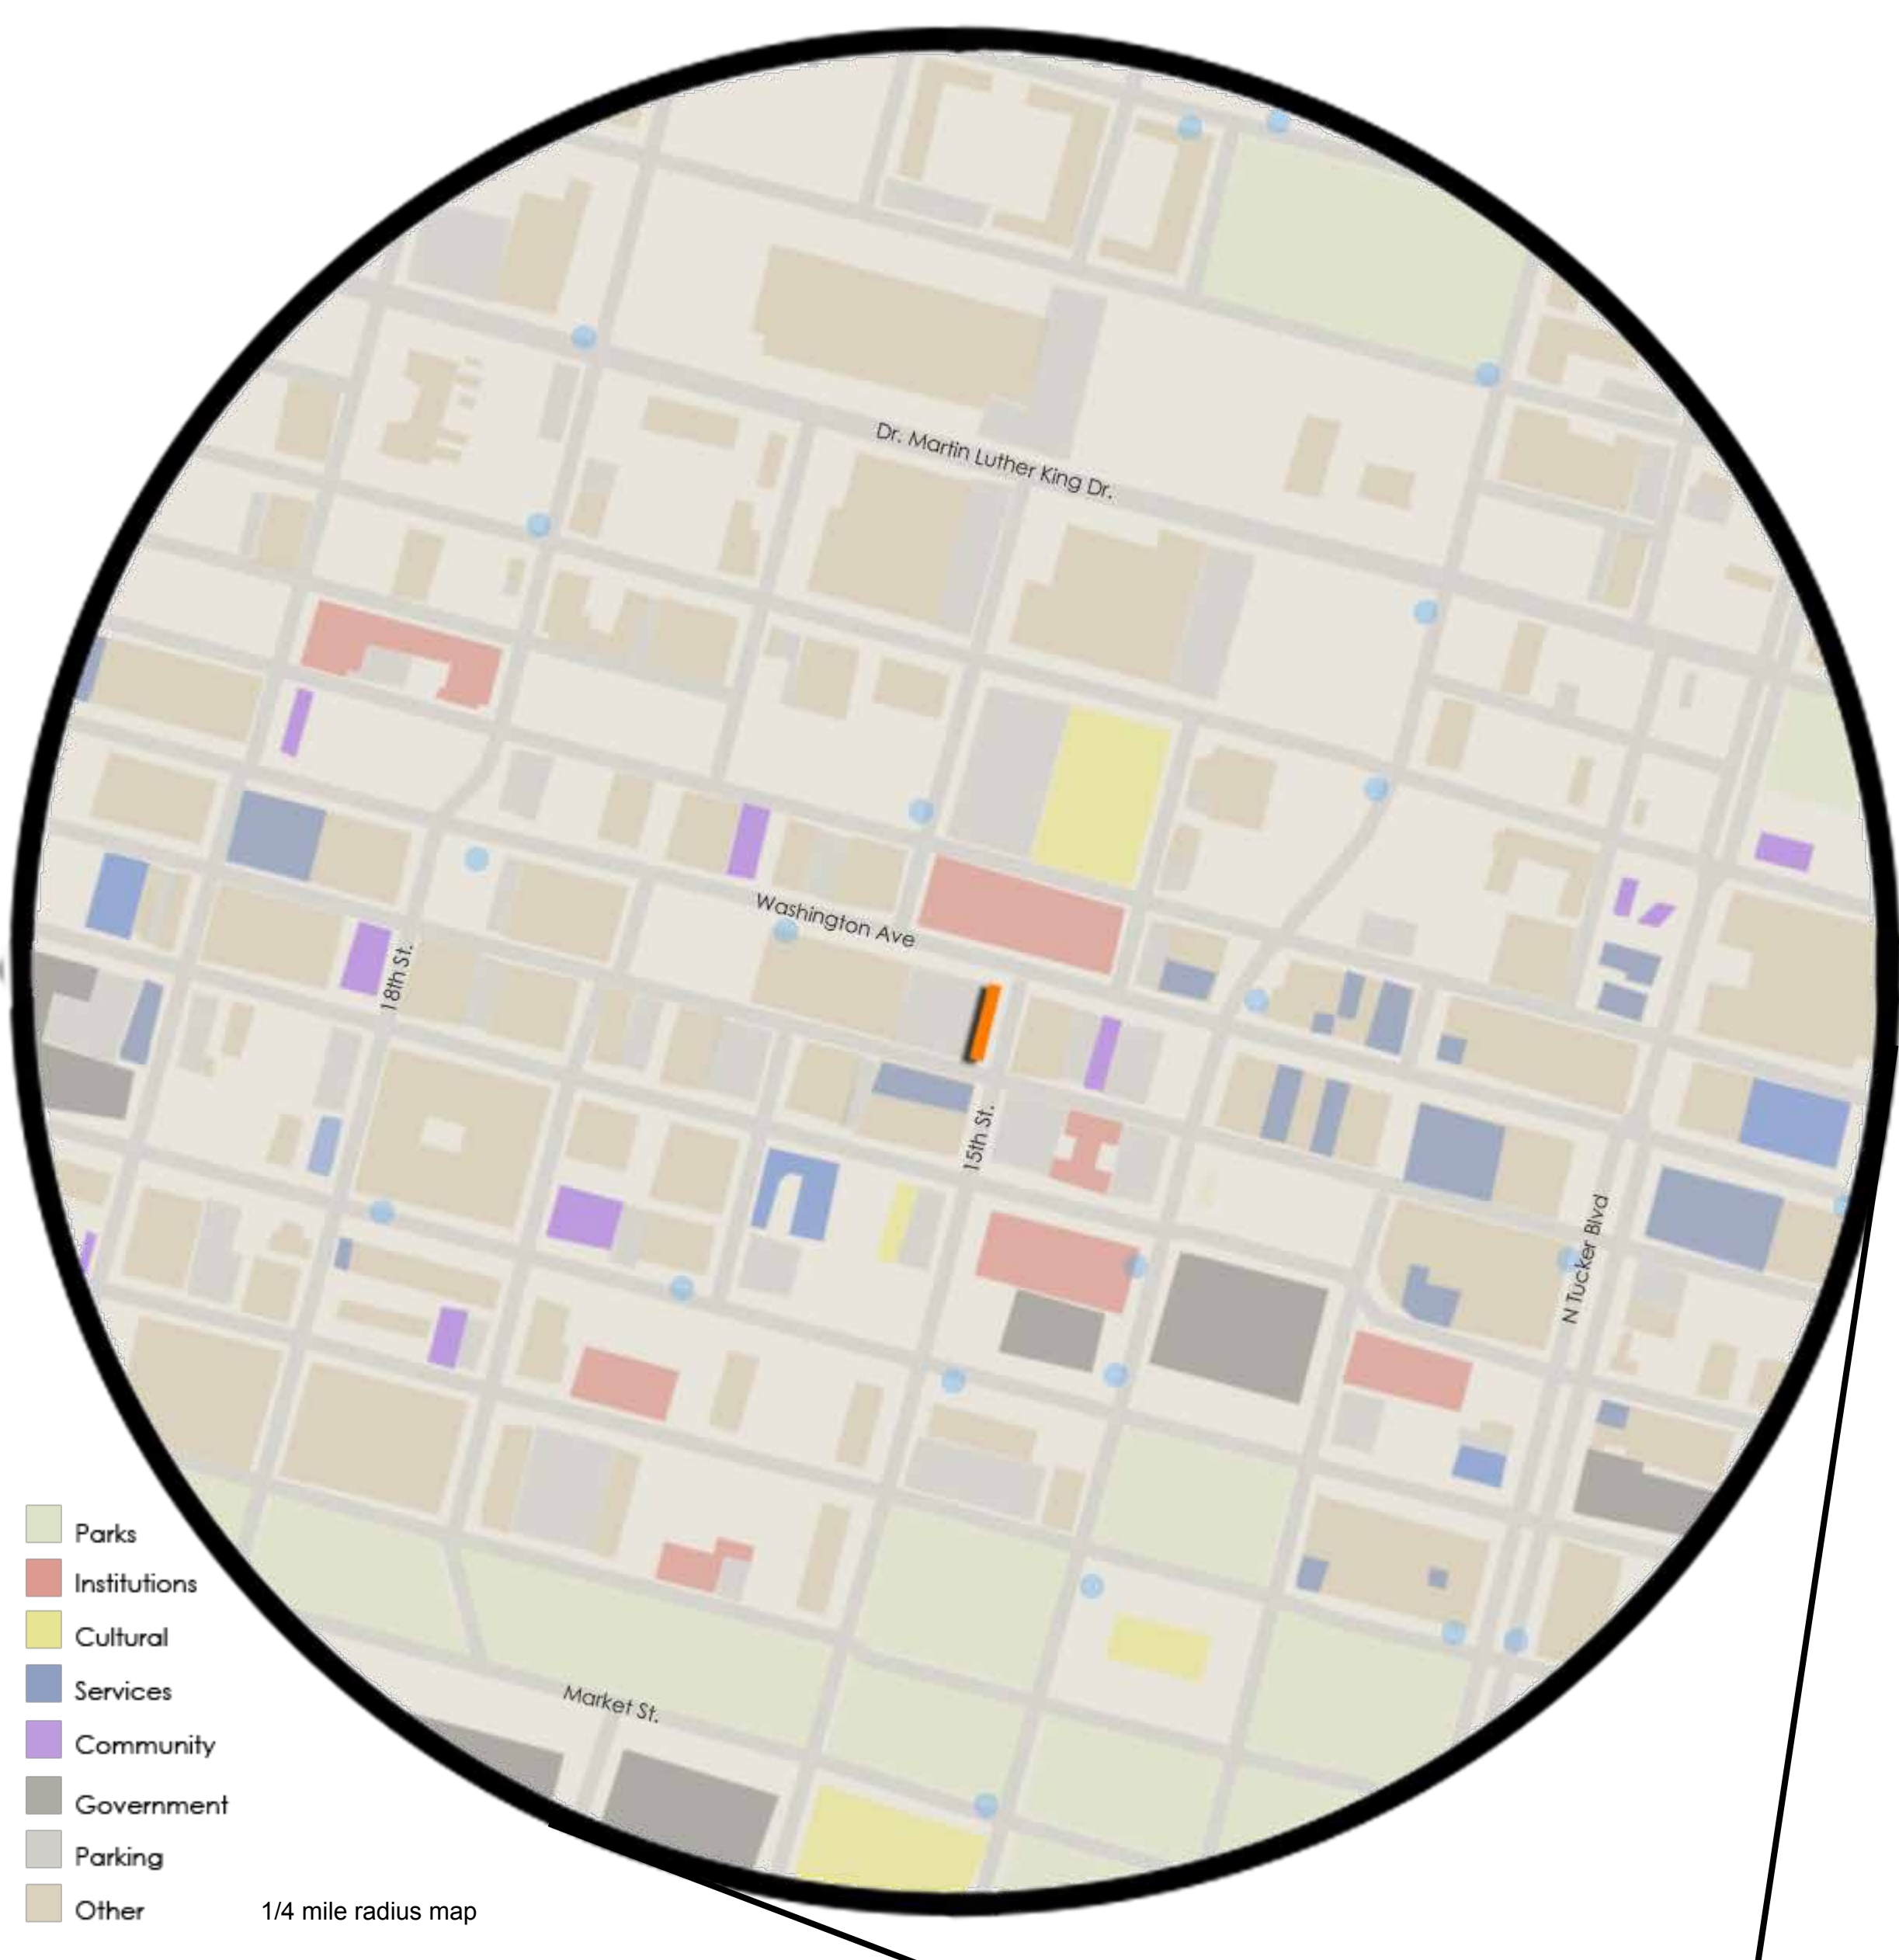 Dr. Martin Luther King Dr.
Washington Ave
18th St.
15th St.
N Tucker Blvd
Market St.
Parks
Institutions
Cultural
Services
Community
Government
Parking
Other
1/4 mile radius map